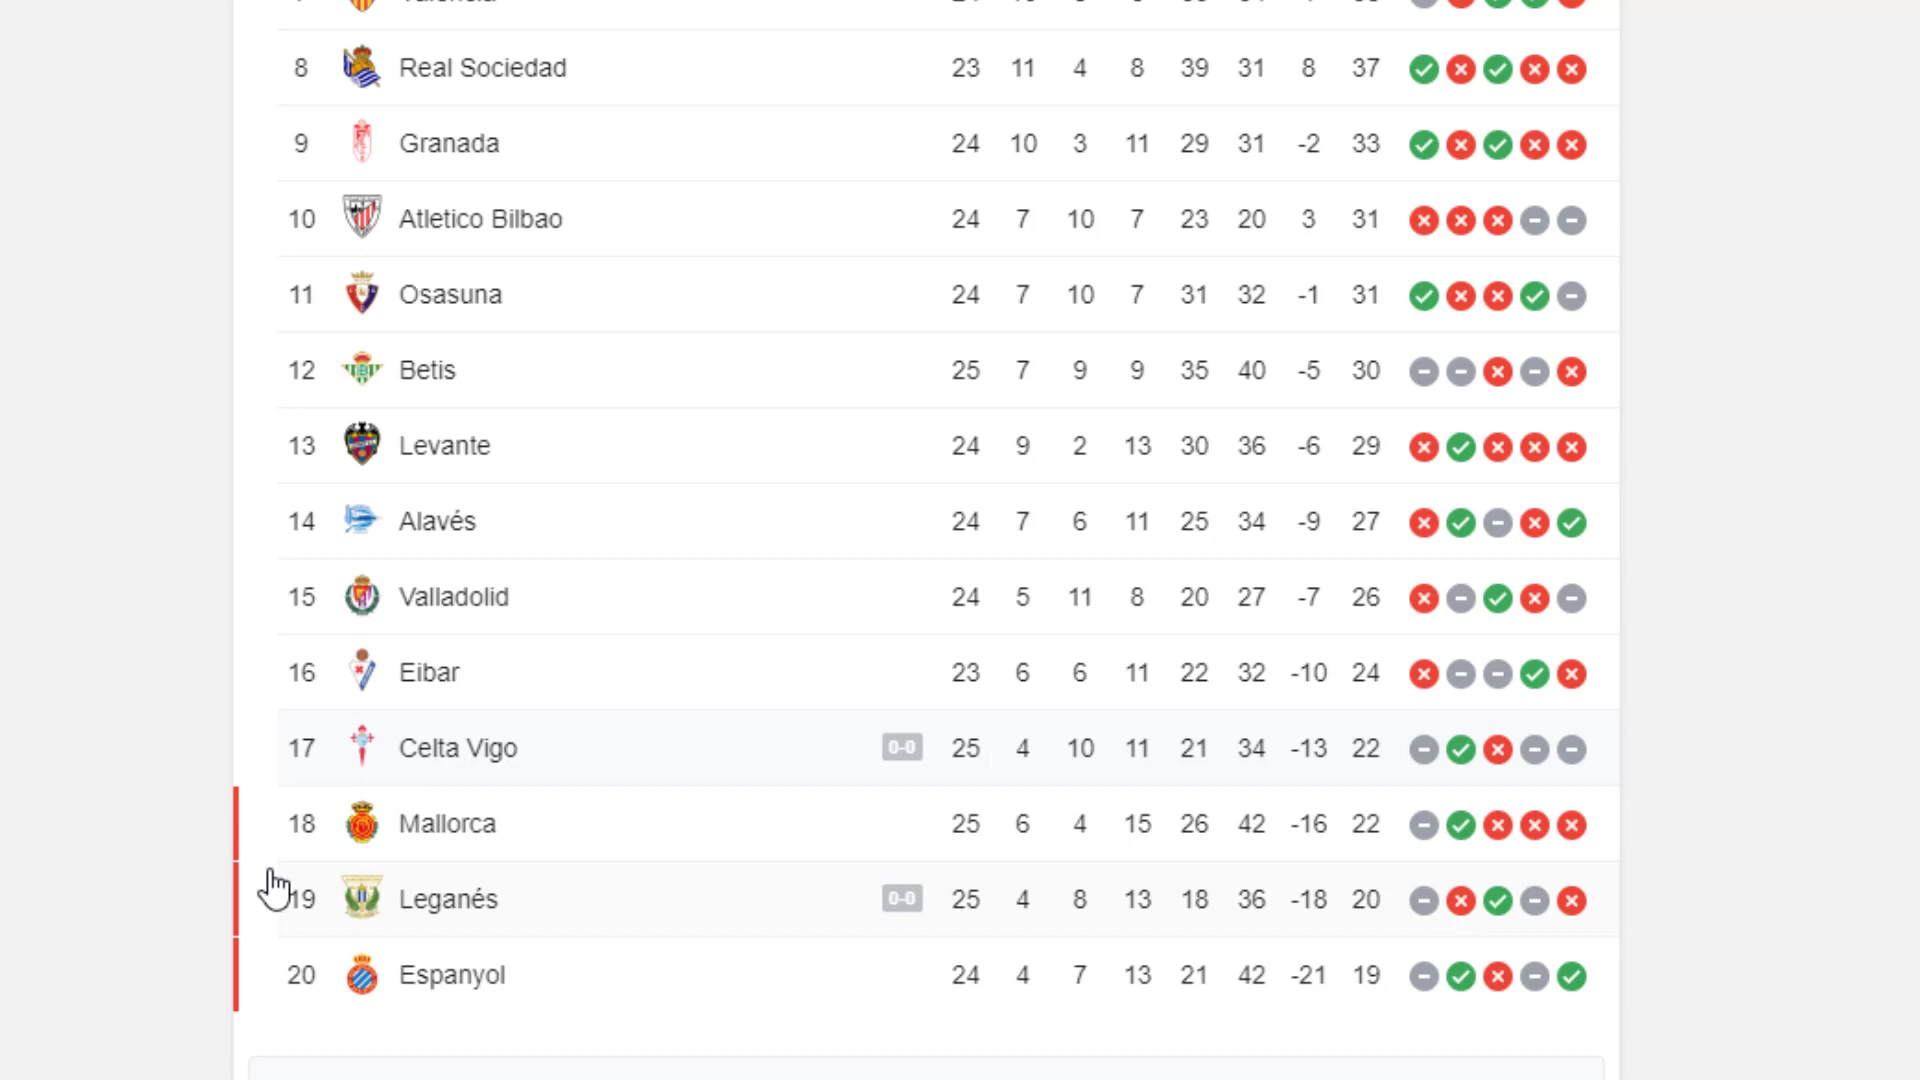 8 Real Sociedad 23 11 4 8 39 31 8 37
9 Granada 24 10 3 11 29 31 -2 33
10 Atletico Bilbao 24 7 10 7 23 20 3 31
11 Osasuna 24 7 10 7 31 32 -1 31
12 Betis 25 7 9 9 35 40 -5 30
13 Levante 24 9 2 13 30 36 -6 29
14 Alavés 24 7 6 11 25 34 -9 27
15 Valladolid 24 5 11 8 20 27 -7 26
16 Eibar 23 6 6 11 22 32 -10 24
17 Celta Vigo 0-0 25 4 10 11 21 34 -13 22
18 Mallorca 25 6 4 15 26 42 -16 22
19 Leganés 0-0 25 4 8 13 18 36 -18 20
20 Espanyol 24 4 7 13 21 42 -21 19